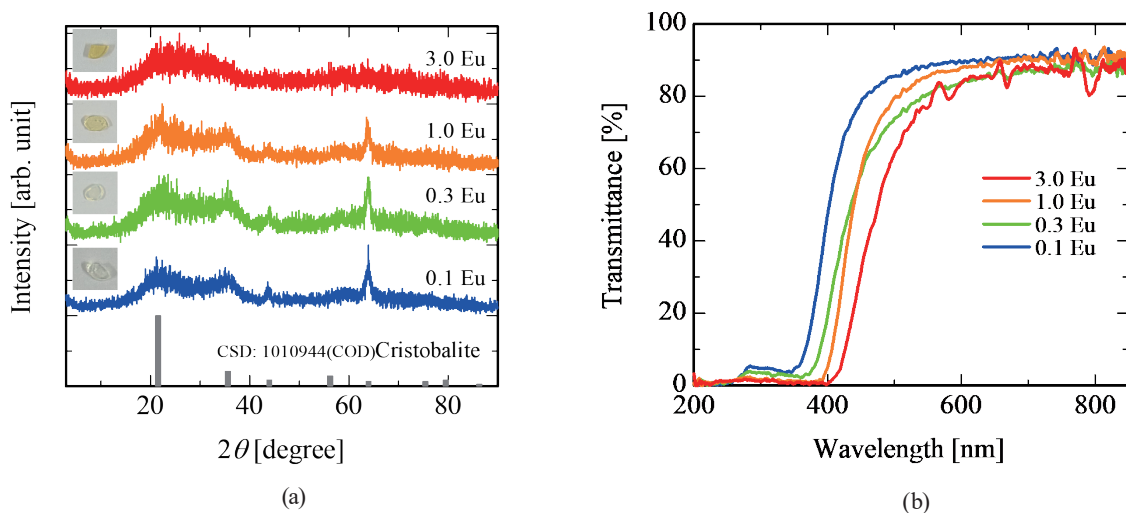 Intensity [arb. unit]
3.0 Eu
1.0 Eu
0.3 Eu
0.1 Eu
CSD: 1010944(COD)Cristobalite
20 40 60 80
2θ [degree]
(a)
Transmittance [%]
100
80
60
40
20
0
3.0 Eu
1.0 Eu
0.3 Eu
0.1 Eu
200 400 600 800
Wavelength [nm]
(b)